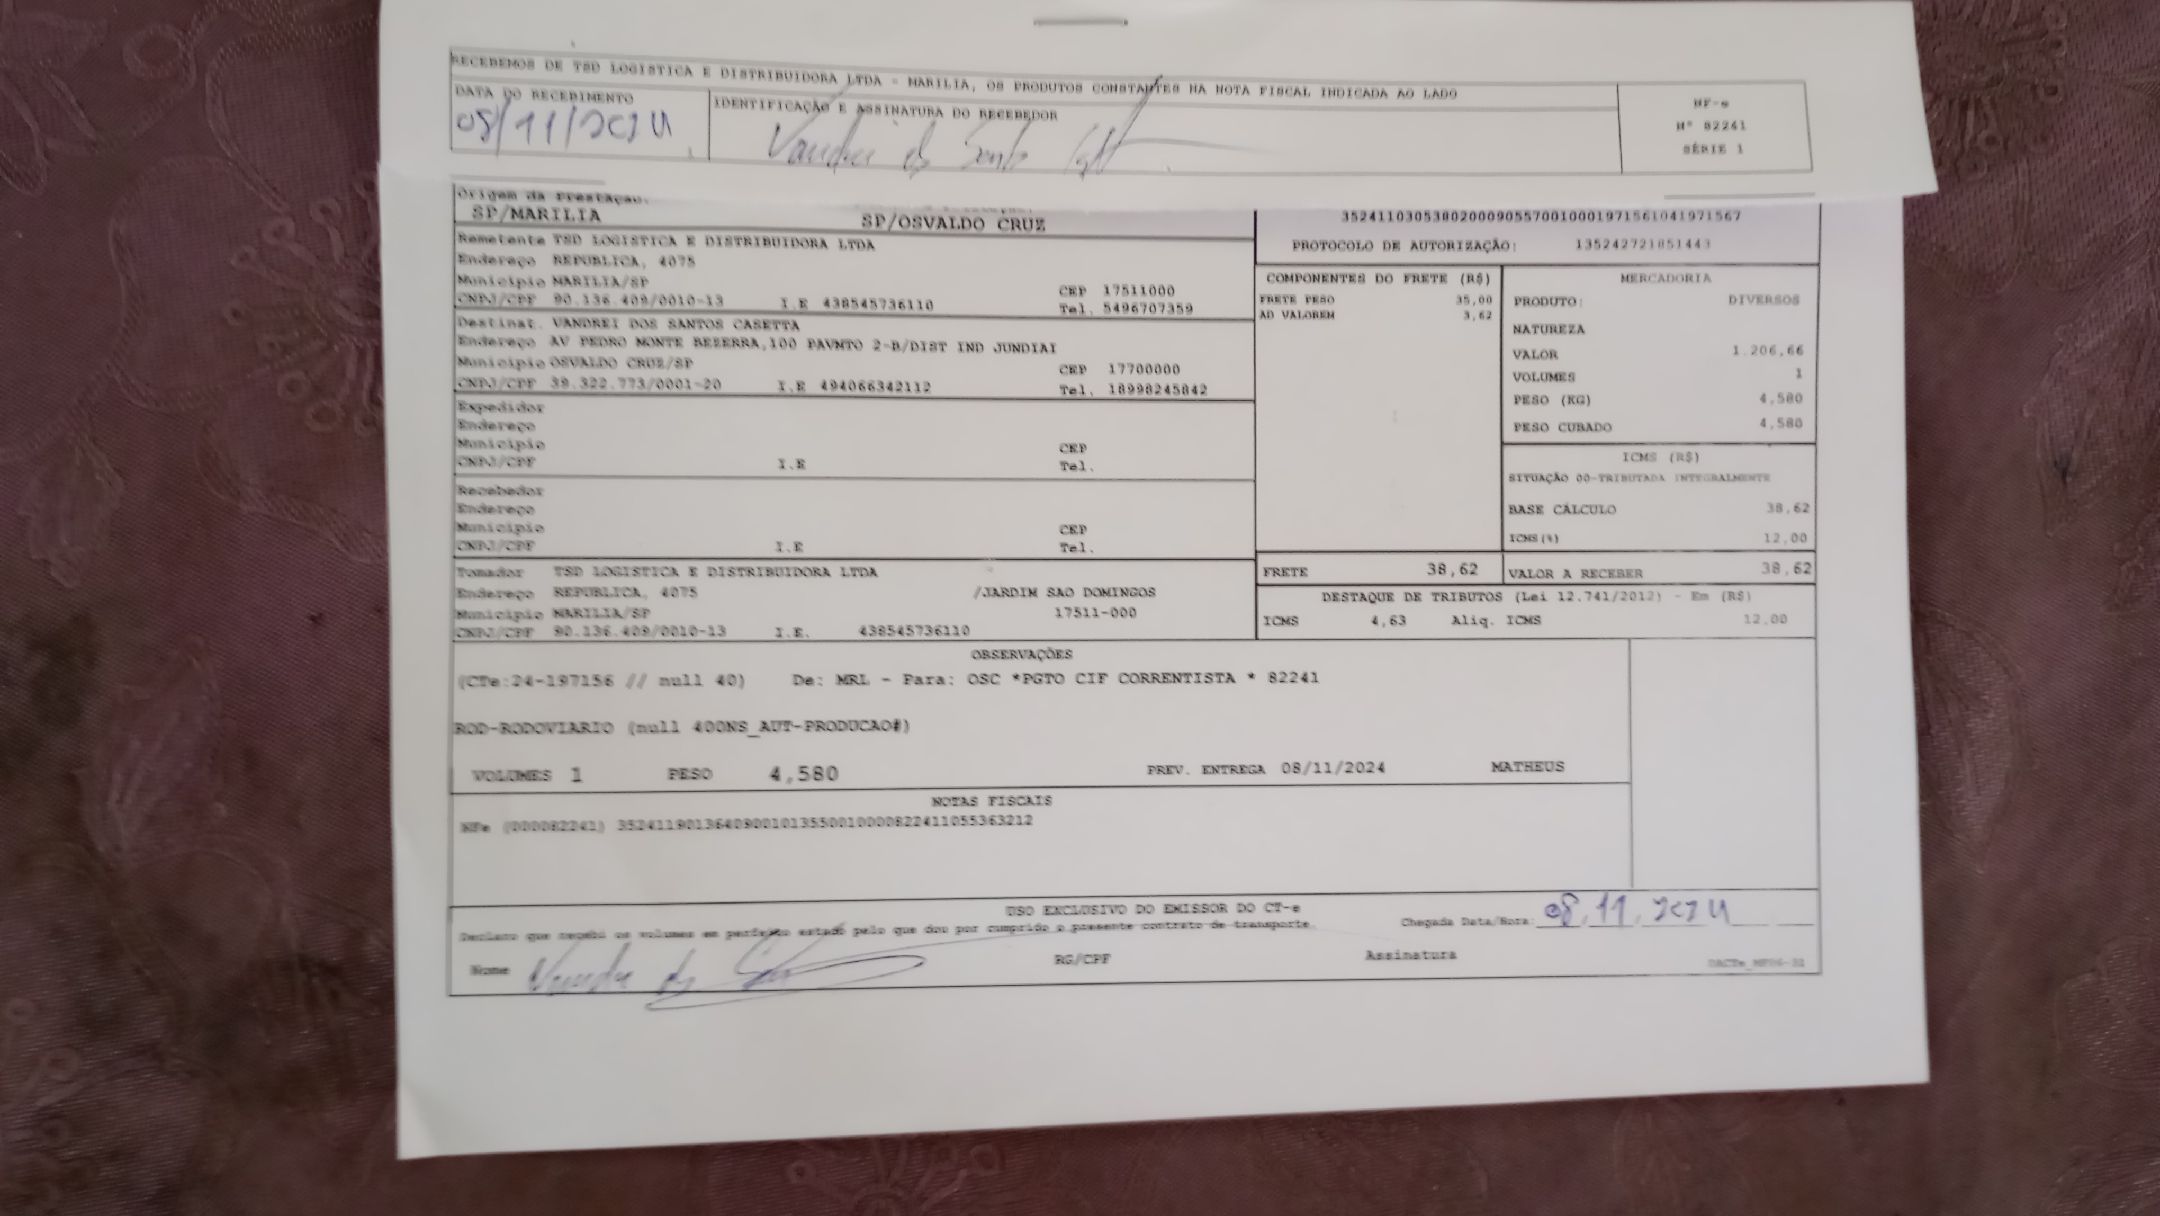 RECEBEMOS DE TSD LOGISTICA E DISTRIBUIDORA LTDA - MARILIA, OS PRODUTOS CONSTANTES NA NOTA FISCAL INDICADA AO LADO
DATA DO RECEBIMENTO
08/11/2024
IDENTIFICAÇÃO E ASSINATURA DO RECEBEDOR
NF-e
Nº 82241
SÉRIE 1
Origem da Prestação.
SP/MARILIA SP/OSVALDO CRUZ
35241103053802000905570010001971561041971567
PROTOCOLO DE AUTORIZAÇÃO: 135242721851443
Remetente TSD LOGISTICA E DISTRIBUIDORA LTDA
Endereço REPUBLICA, 4075
Município MARILIA/SP CEP 17511000
CNPJ/CPF 90.136.409/0010-13 I.E 438545736110 Tel. 5496707359
Destinat. VANDREI DOS SANTOS CASETTA
Endereço AV PEDRO MONTE BEZERRA,100 PAVMTO 2-B/DIST IND JUNDIAI
Município OSVALDO CRUZ/SP CEP 17700000
CNPJ/CPF 39.322.773/0001-20 I.E 494066342112 Tel. 18998245842
Expedidor
Endereço
Município CEP
CNPJ/CPF I.E Tel.
Recebedor
Endereço
Município CEP
CNPJ/CPF I.E Tel.
Tomador TSD LOGISTICA E DISTRIBUIDORA LTDA
Endereço REPUBLICA, 4075 /JARDIM SAO DOMINGOS
Município MARILIA/SP 17511-000
CNPJ/CPF 90.136.409/0010-13 I.E. 438545736110
COMPONENTES DO FRETE (R$)
FRETE PESO 35,00
AD VALOREM 3,62
MERCADORIA
PRODUTO: DIVERSOS
NATUREZA
VALOR 1.206,66
VOLUMES 1
PESO (KG) 4,580
PESO CUBADO 4,580
ICMS (R$)
SITUAÇÃO 00-TRIBUTADA INTEGRALMENTE
BASE CÁLCULO 38,62
ICMS(%) 12,00
FRETE 38,62
VALOR A RECEBER 38,62
DESTAQUE DE TRIBUTOS (Lei 12.741/2012) - Em (R$)
ICMS 4,63 Aliq. ICMS 12,00
OBSERVAÇÕES
(CTe:24-197156 // null 40) De: MRL - Para: OSC *PGTO CIF CORRENTISTA * 82241
ROD-RODOVIARIO (null 400NS_AUT-PRODUCAO#)
VOLUMES 1 PESO 4,580 PREV. ENTREGA 08/11/2024 MATHEUS
NOTAS FISCAIS
NFe (000082241) 35241190136409001013550010000822411055363212
USO EXCLUSIVO DO EMISSOR DO CT-e
Declaro que recebi os volumes em perfeito estado pelo que dou por cumprido o presente contrato de transporte
Chegada Data/Hora: 08.11.2024
Nome RG/CPF Assinatura